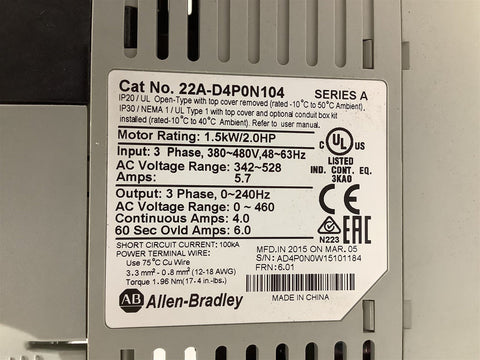 Cat No. 22A-D4P0N104 SERIES A
IP20 / UL Open-Type with top cover removed (rated -10°C to 50°C Ambient).
IP30 / NEMA 1 / UL Type 1 with top cover and optional conduit box kit
installed (rated -10°C to 40°C Ambient). Refer to user manual.
Motor Rating: 1.5kW/2.0HP
Input: 3 Phase, 380~480V,48~63Hz
AC Voltage Range: 342~528
Amps: 5.7
Output: 3 Phase, 0~240Hz
AC Voltage Range: 0 ~ 460
Continuous Amps: 4.0
60 Sec Ovld Amps: 6.0
C UL US
LISTED
IND. CONT. EQ.
3KA0
CE
N223
EAC
SHORT CIRCUIT CURRENT: 100kA
POWER TERMINAL WIRE:
Use 75°C Cu Wire
3.3 mm² - 0.8 mm² (12-18 AWG)
Torque 1.96 Nm (17-4 in.-lbs.)
MFD.IN 2015 ON MAR. 05
S/N: AD4P0N0W15101184
FRN: 6.01
AB Allen-Bradley
MADE IN CHINA